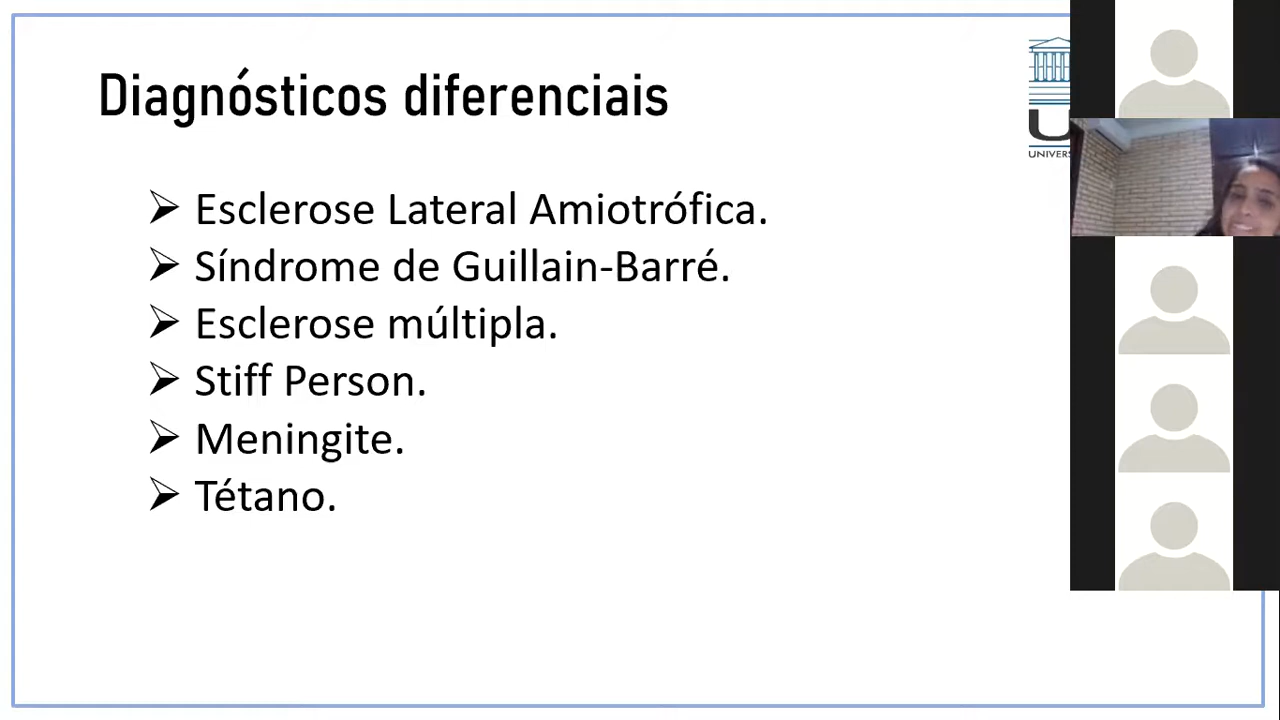 Diagnósticos diferenciais
Esclerose Lateral Amiotrófica.
Síndrome de Guillain-Barré.
Esclerose múltipla.
Stiff Person.
Meningite.
Tétano.